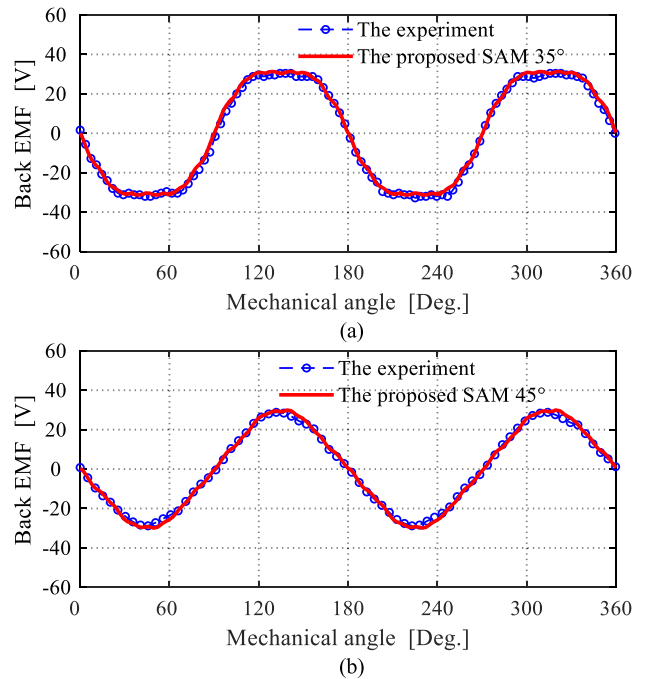 60
40
20
0
-20
-40
-60
Back EMF [V]
The experiment
The proposed SAM 35°
0 60 120 180 240 300 360
Mechanical angle [Deg.]
(a)
60
40
20
0
-20
-40
-60
Back EMF [V]
The experiment
The proposed SAM 45°
0 60 120 180 240 300 360
Mechanical angle [Deg.]
(b)